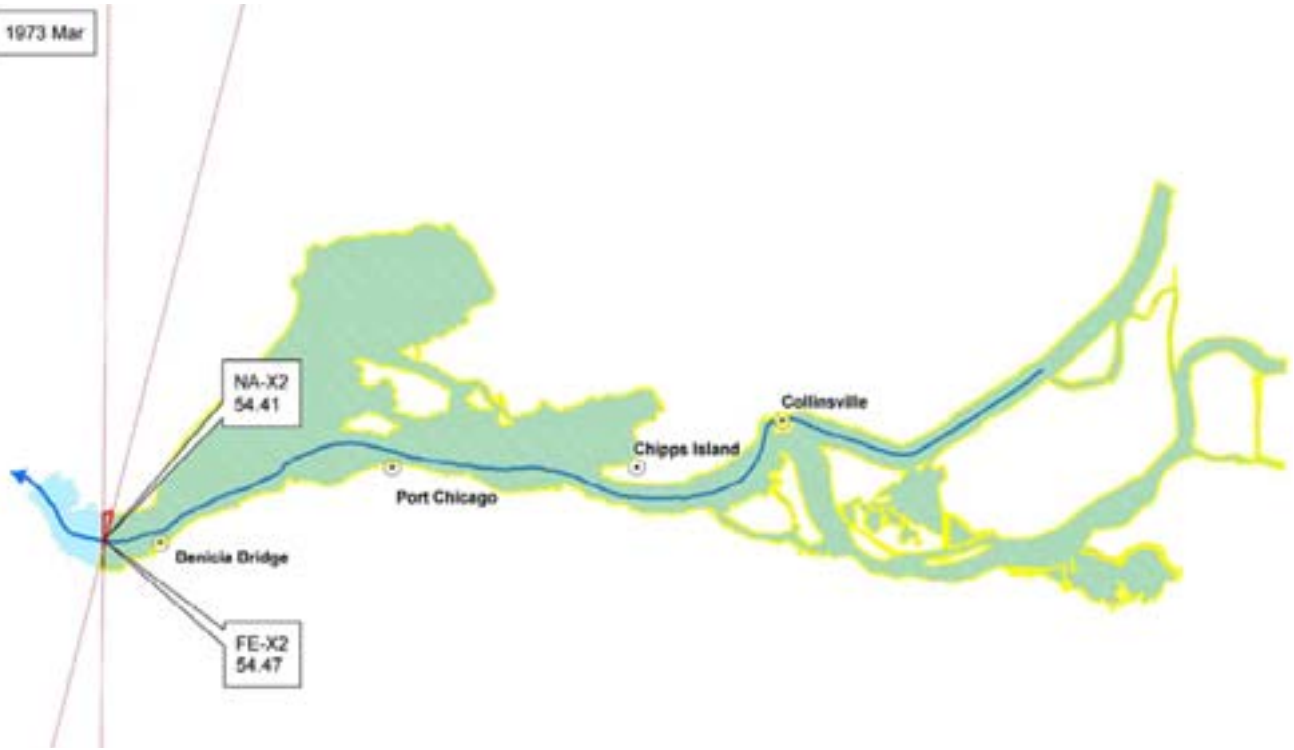 1973 Mar
NA-X2
54.41
Collinsville
Chipps Island
Port Chicago
Benicia Bridge
FE-X2
54.47